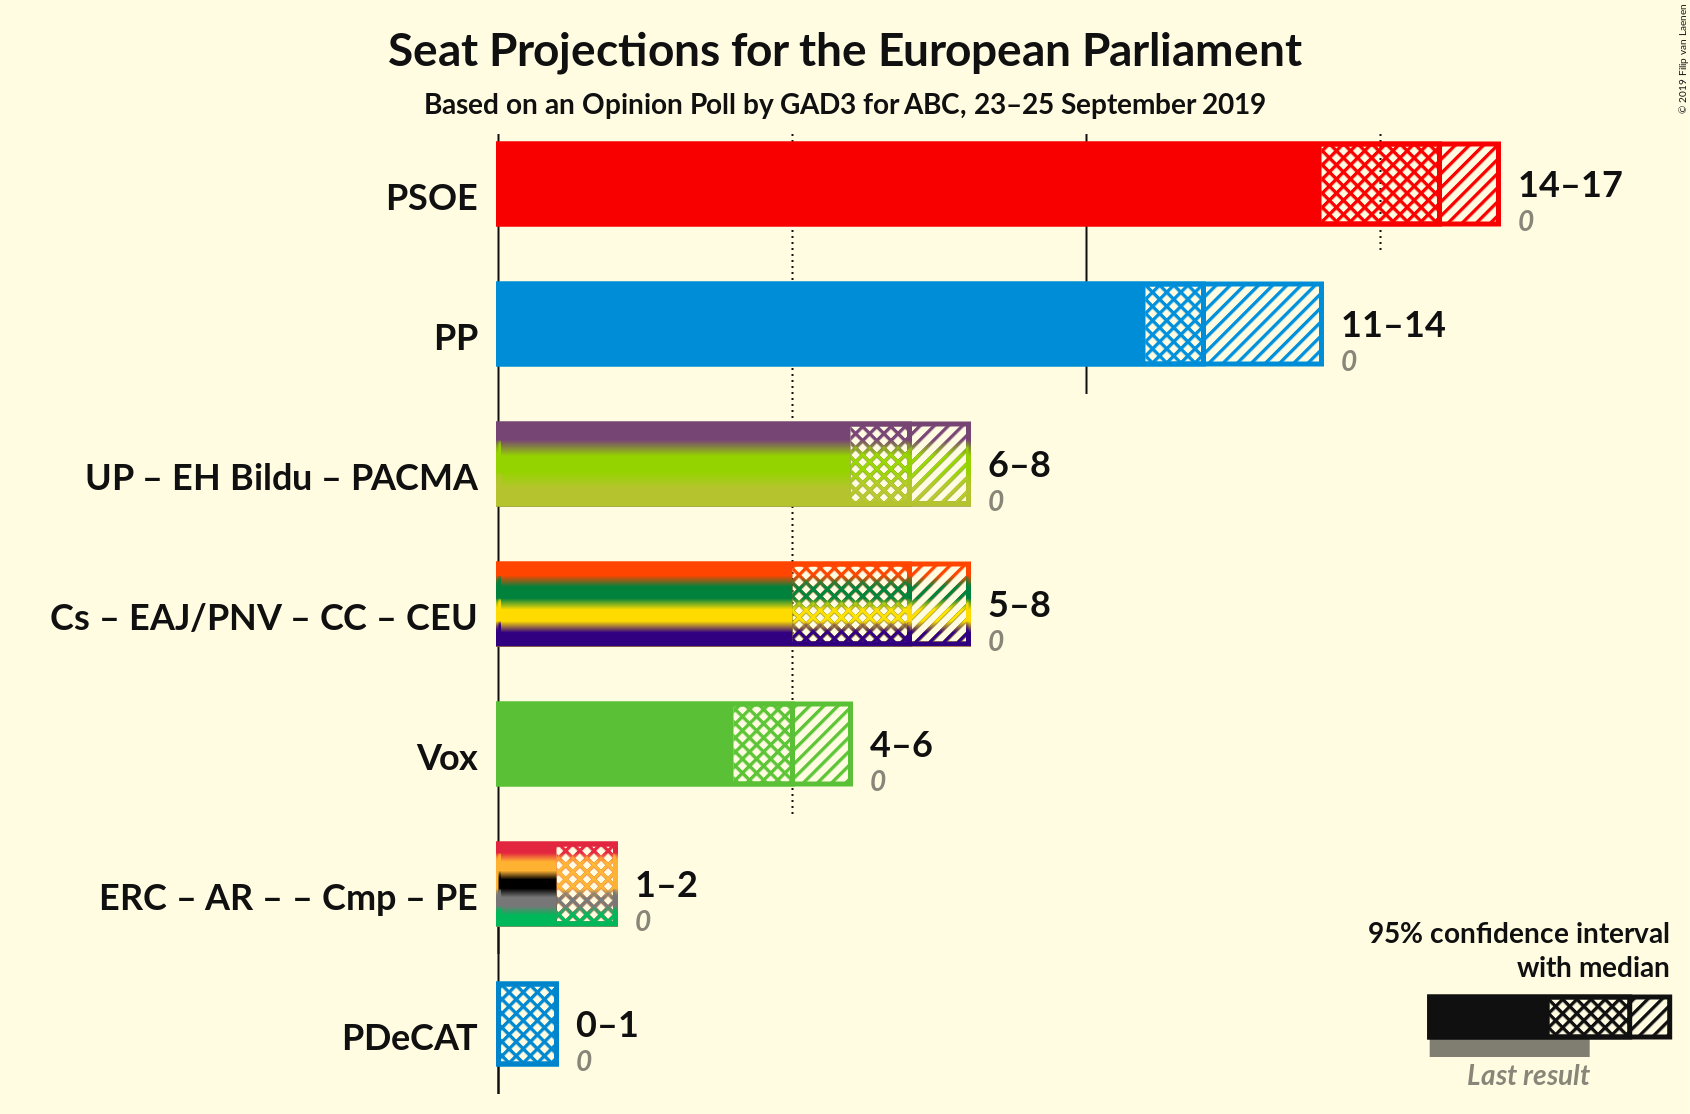 Seat Projections for the European Parliament
Based on an Opinion Poll by GAD3 for ABC, 23–25 September 2019
© 2019 Filip van Laenen
PSOE
14–17
0
PP
11–14
0
UP – EH Bildu – PACMA
6–8
0
Cs – EAJ/PNV – CC – CEU
5–8
0
Vox
4–6
0
ERC – AR – – Cmp – PE
1–2
0
PDeCAT
0–1
0
95% confidence interval
with median
Last result